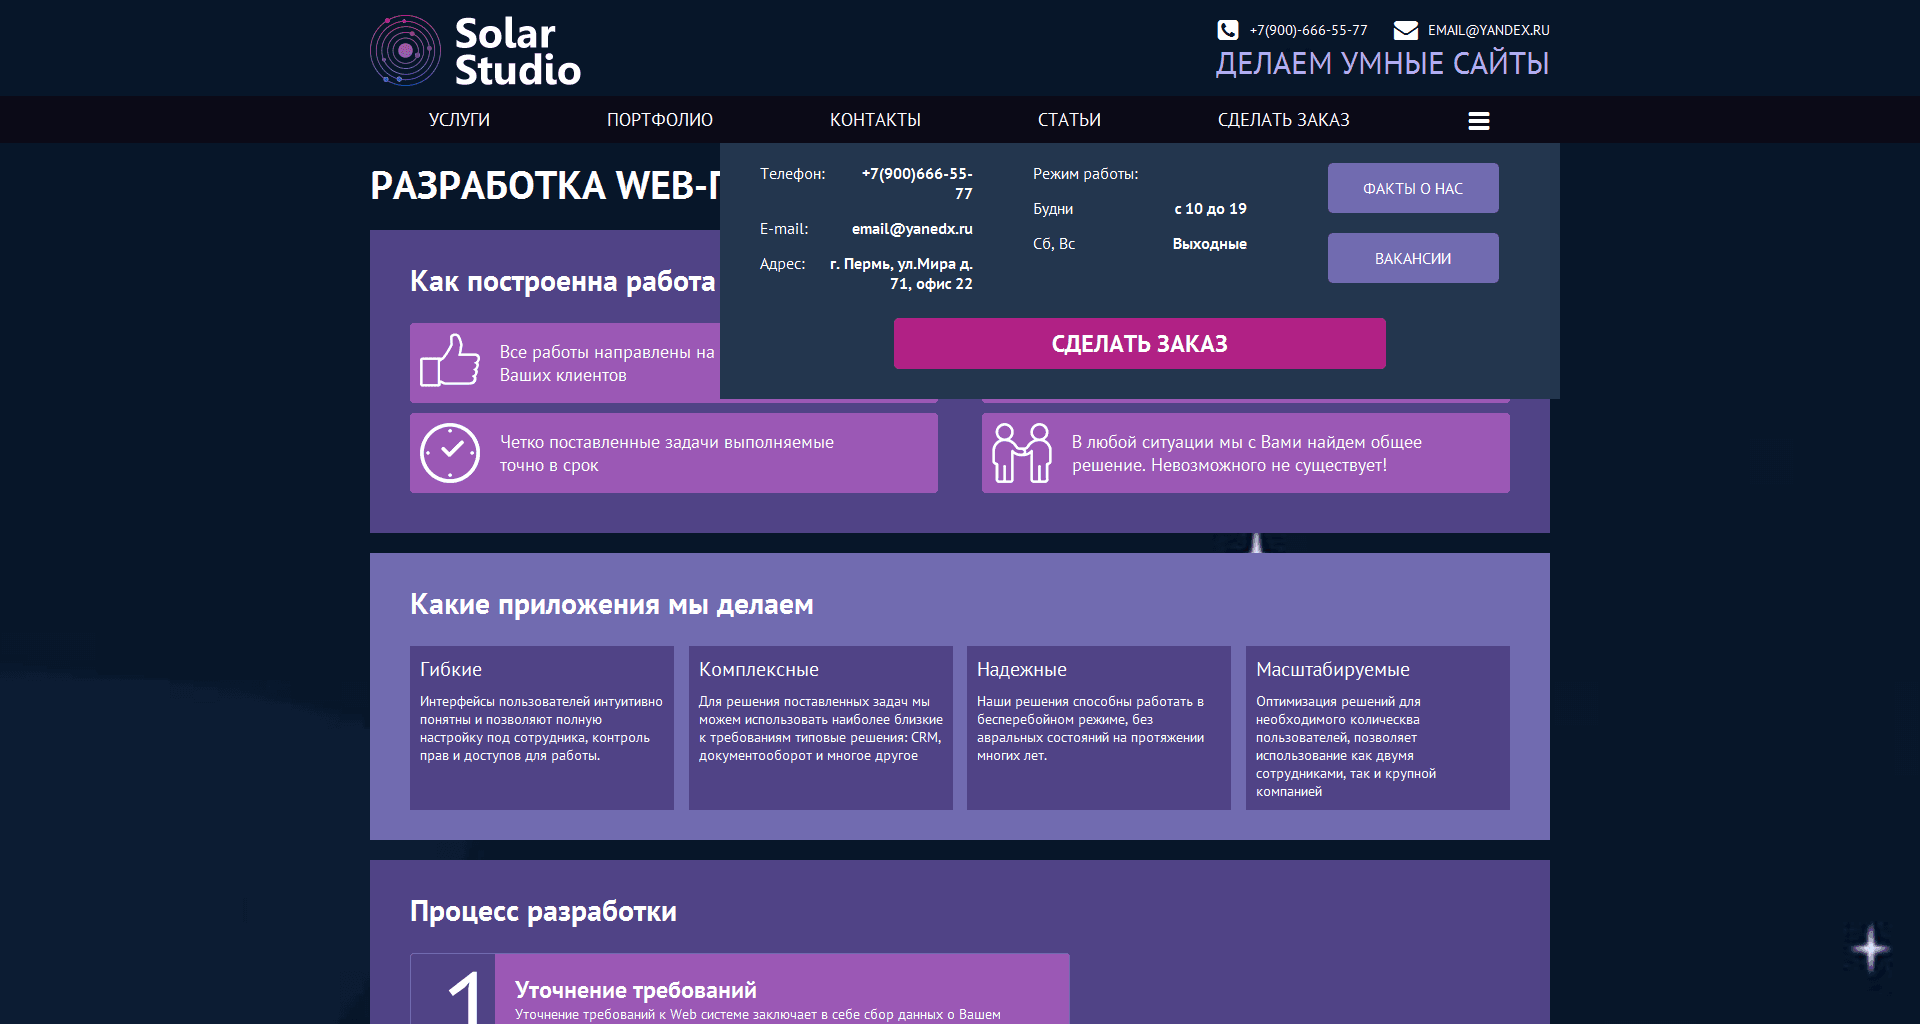 Solar
Studio
+7(900)-666-55-77
EMAIL@YANDEX.RU
ДЕЛАЕМ УМНЫЕ САЙТЫ
УСЛУГИ
ПОРТФОЛИО
КОНТАКТЫ
СТАТЬИ
СДЕЛАТЬ ЗАКАЗ
РАЗРАБОТКА WEB-
Телефон:
+7(900)666-55-
77
E-mail:
email@yanedx.ru
Адрес:
г. Пермь, ул.Мира д.
71, офис 22
Режим работы:
Будни
с 10 до 19
Сб, Вс
Выходные
ФАКТЫ О НАС
ВАКАНСИИ
СДЕЛАТЬ ЗАКАЗ
Как построенна работа
Все работы направлены на
Ваших клиентов
Четко поставленные задачи выполняемые
точно в срок
В любой ситуации мы с Вами найдем общее
решение. Невозможного не существует!
Какие приложения мы делаем
Гибкие
Интерфейсы пользователей интуитивно
понятны и позволяют полную
настройку под сотрудника, контроль
прав и доступов для работы.
Комплексные
Для решения поставленных задач мы
можем использовать наиболее близкие
к требованиям типовые решения: CRM,
документооборот и многое другое
Надежные
Наши решения способны работать в
бесперебойном режиме, без
авральных состояний на протяжении
многих лет.
Масштабируемые
Оптимизация решений для
необходимого колическва
пользователей, позволяет
использование как двумя
сотрудниками, так и крупной
компанией
Процесс разработки
1
Уточнение требований
Уточнение требований к Web системе заключает в себе сбор данных о Вашем